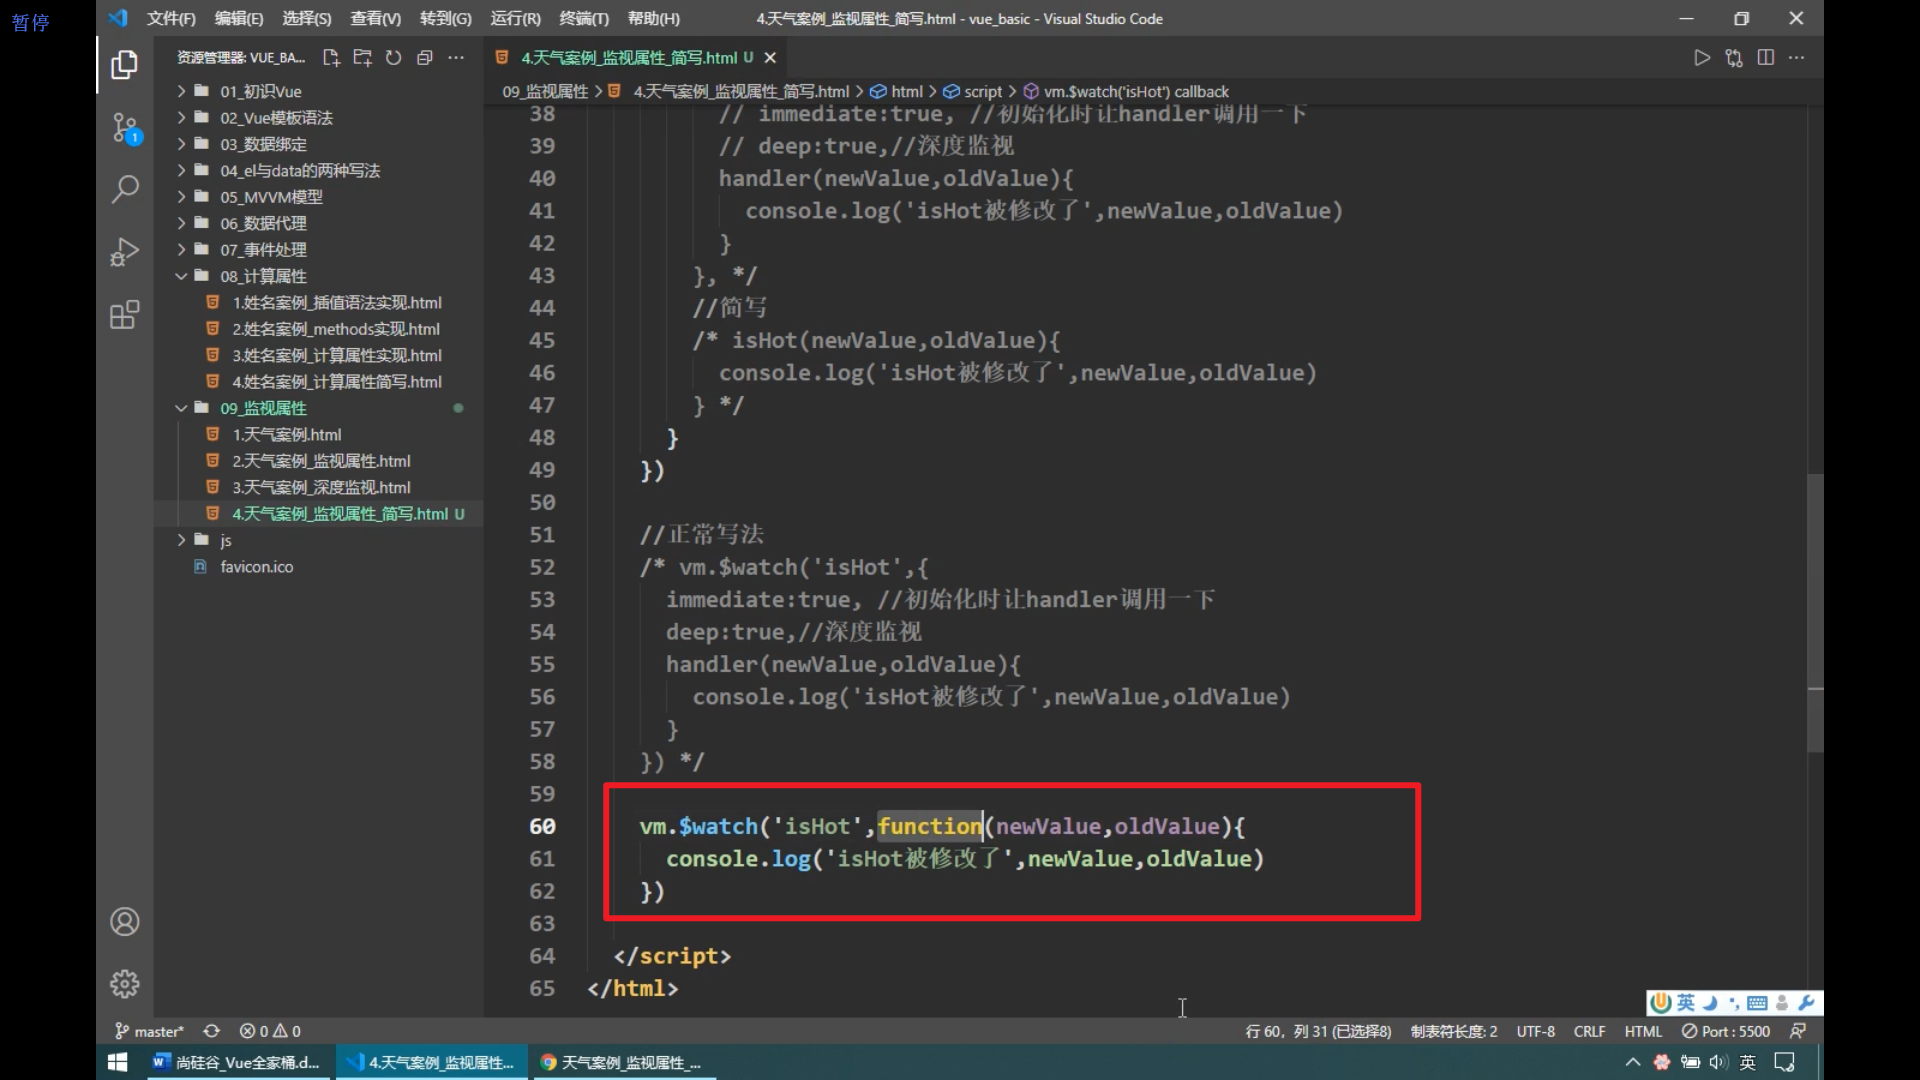 暂停
文件(F) 编辑(E) 选择(S) 查看(V) 转到(G) 运行(R) 终端(T) 帮助(H) 4.天气案例_监视属性_简写.html - vue_basic - Visual Studio Code
资源管理器: VUE_BA...
4.天气案例_监视属性_简写.html U
09_监视属性 > 4.天气案例_监视属性_简写.html > html > script > vm.$watch('isHot') callback
01_初识Vue
02_Vue模板语法
03_数据绑定
04_el与data的两种写法
05_MVVM模型
06_数据代理
07_事件处理
08_计算属性
1.姓名案例_插值语法实现.html
2.姓名案例_methods实现.html
3.姓名案例_计算属性实现.html
4.姓名案例_计算属性简写.html
09_监视属性
1.天气案例.html
2.天气案例_监视属性.html
3.天气案例_深度监视.html
4.天气案例_监视属性_简写.html U
js
favicon.ico
1
38 // immediate:true, //初始化时让handler调用一下
39 // deep:true,//深度监视
40 handler(newValue,oldValue){
41 console.log('isHot被修改了',newValue,oldValue)
42 }
43 }, */
44 //简写
45 /* isHot(newValue,oldValue){
46 console.log('isHot被修改了',newValue,oldValue)
47 } */
48 }
49 })
50
51 //正常写法
52 /* vm.$watch('isHot',{
53 immediate:true, //初始化时让handler调用一下
54 deep:true,//深度监视
55 handler(newValue,oldValue){
56 console.log('isHot被修改了',newValue,oldValue)
57 }
58 }) */
59
60 vm.$watch('isHot',function(newValue,oldValue){
61 console.log('isHot被修改了',newValue,oldValue)
62 })
63
64 </script>
65 </html>
英
master* 0 0 行 60，列 31 (已选择8) 制表符长度: 2 UTF-8 CRLF HTML Port : 5500
尚硅谷_Vue全家桶.d... 4.天气案例_监视属性... 天气案例_监视属性_... 英